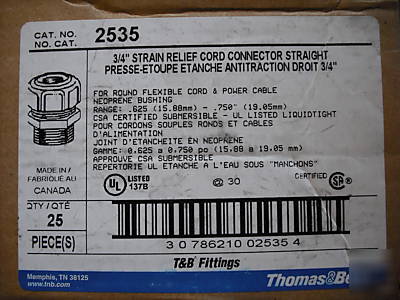 CAT. NO.
NO. CAT.
2535
3/4" STRAIN RELIEF CORD CONNECTOR STRAIGHT
PRESSE-ETOUPE ETANCHE ANTITRACTION DROIT 3/4"
FOR ROUND FLEXIBLE CORD & POWER CABLE
NEOPRENE BUSHING
RANGE: .625 (15.88mm) - .750" (19.05mm)
CSA CERTIFIED SUBMERSIBLE - UL LISTED LIQUIDTIGHT
POUR CORDONS SOUPLES RONDS ET CABLES
D'ALIMENTATION
JOINT D'ETANCHEITE EN NEOPRENE
GAMME: 0.625 à 0.750 po (15.88 à 19.05 mm)
APPROUVE CSA SUBMERSIBLE
REPERTORIE UL ETANCHE A L'EAU SOUS "MANCHONS"
MADE IN /
FABRIQUÉ AU
CANADA
QTY / QTÉ
25
PIECE(S)
UL LISTED
137B
@ 30
CERTIFIED
SA
3 0 786210 02535 4
T&B Fittings
Memphis, TN 38125
www.tnb.com
Thomas&Be
ebay